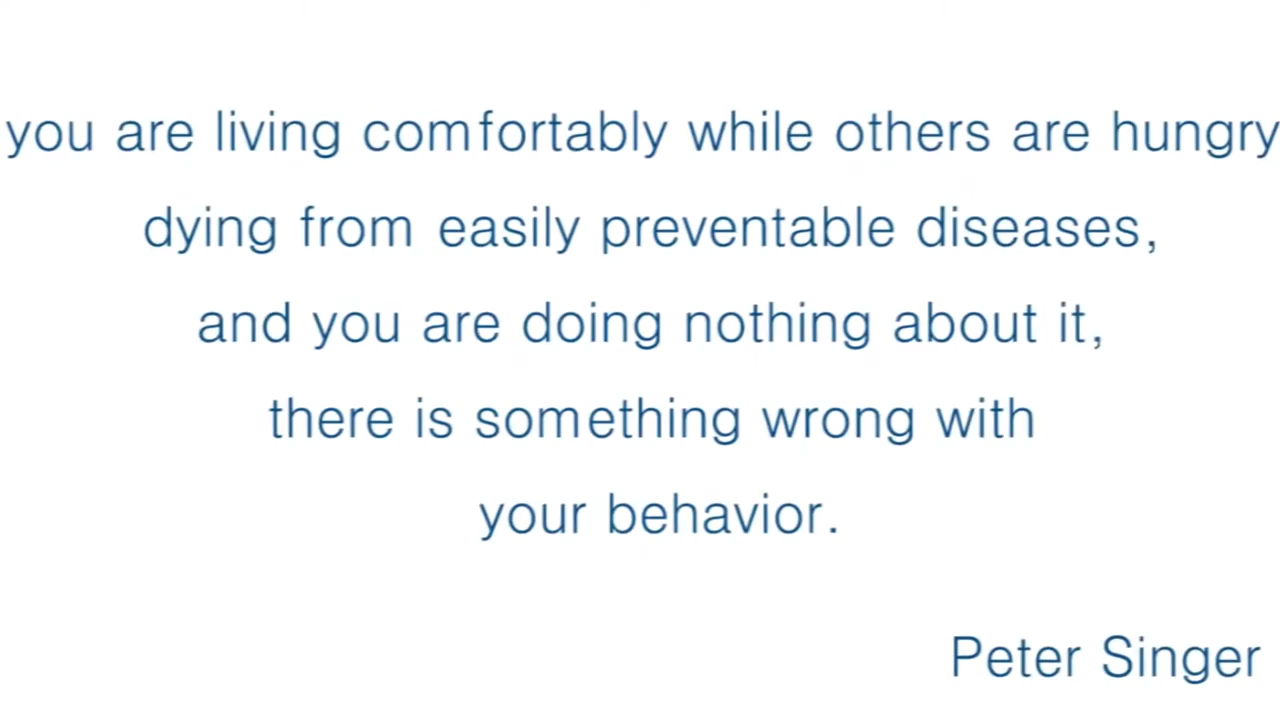 you are living comfortably while others are hungry
dying from easily preventable diseases,
and you are doing nothing about it,
there is something wrong with
your behavior.
Peter Singer